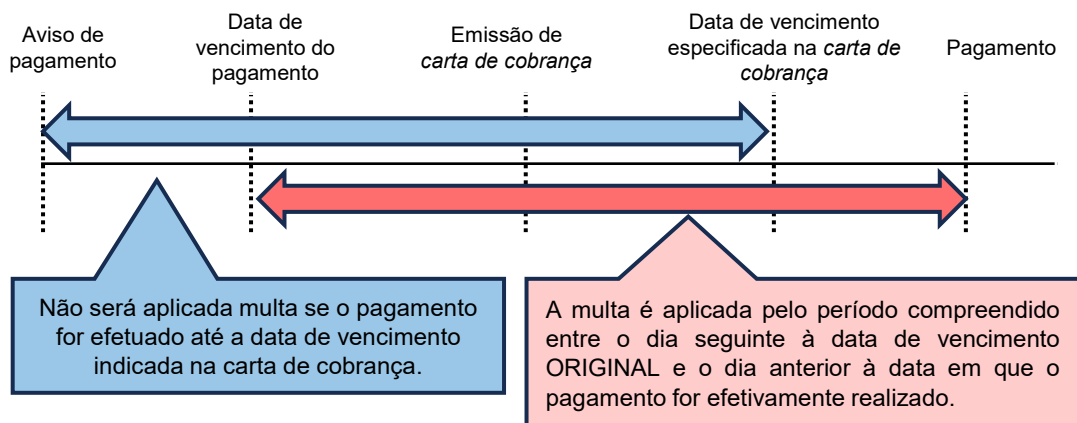 Aviso de
pagamento
Data de
vencimento do
pagamento
Emissão de
carta de cobrança
Data de vencimento
especificada na carta de
cobrança
Pagamento
Não será aplicada multa se o pagamento
for efetuado até a data de vencimento
indicada na carta de cobrança.
A multa é aplicada pelo período compreendido
entre o dia seguinte à data de vencimento
ORIGINAL e o dia anterior à data em que o
pagamento for efetivamente realizado.